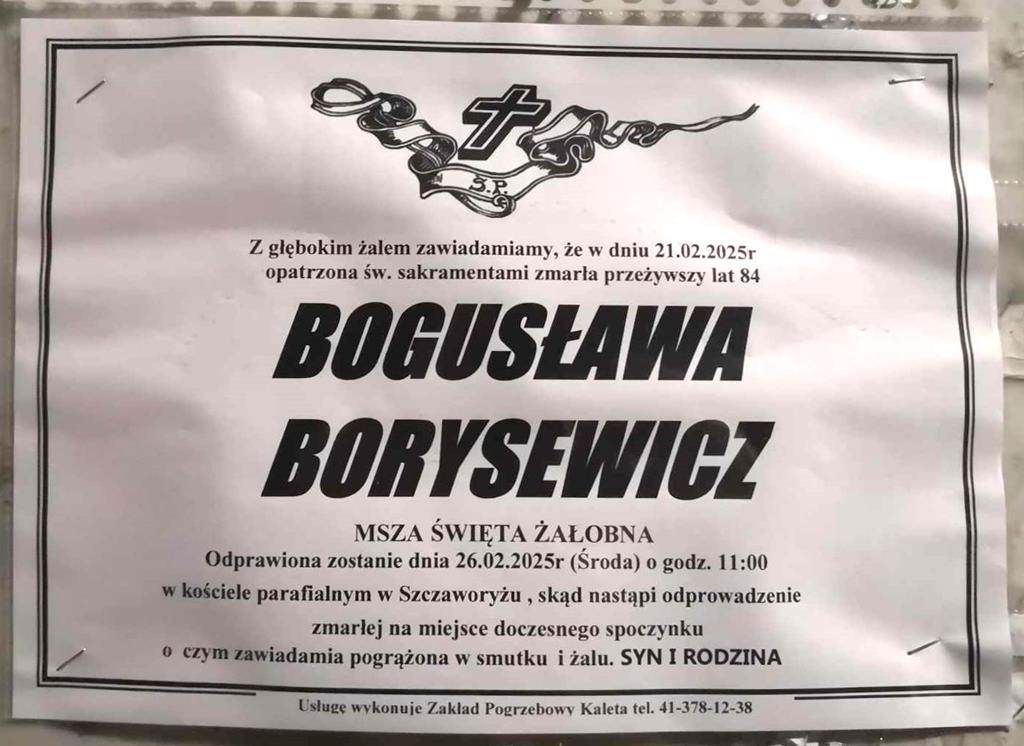 Ś.P.
Z głębokim żalem zawiadamiamy, że w dniu 21.02.2025r
opatrzona św. sakramentami zmarła przeżywszy lat 84
BOGUSŁAWA
BORYSEWICZ
MSZA ŚWIĘTA ŻAŁOBNA
Odprawiona zostanie dnia 26.02.2025r (Środa) o godz. 11:00
w kościele parafialnym w Szczaworyżu , skąd nastąpi odprowadzenie
zmarłej na miejsce doczesnego spoczynku
o czym zawiadamia pogrążona w smutku i żalu. SYN I RODZINA
Usługę wykonuje Zakład Pogrzebowy Kaleta tel. 41-378-12-38